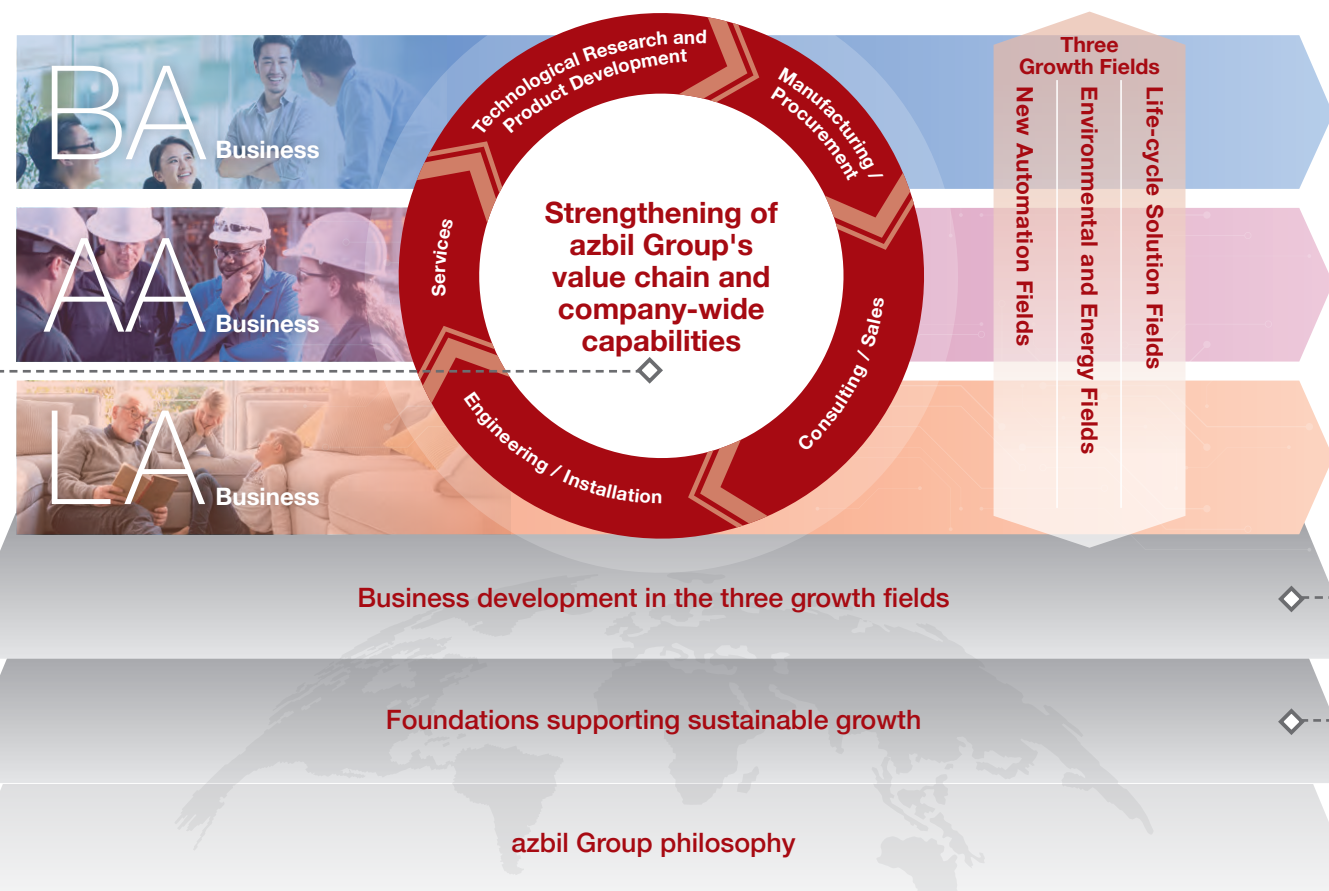 BA Business
AA Business
LA Business
Technological Research and
Product Development
Manufacturing /
Procurement
Consulting / Sales
Engineering / Installation
Services
Strengthening of
azbil Group's
value chain and
company-wide
capabilities
Three
Growth Fields
New Automation Fields
Environmental and Energy Fields
Life-cycle Solution Fields
Business development in the three growth fields
Foundations supporting sustainable growth
azbil Group philosophy